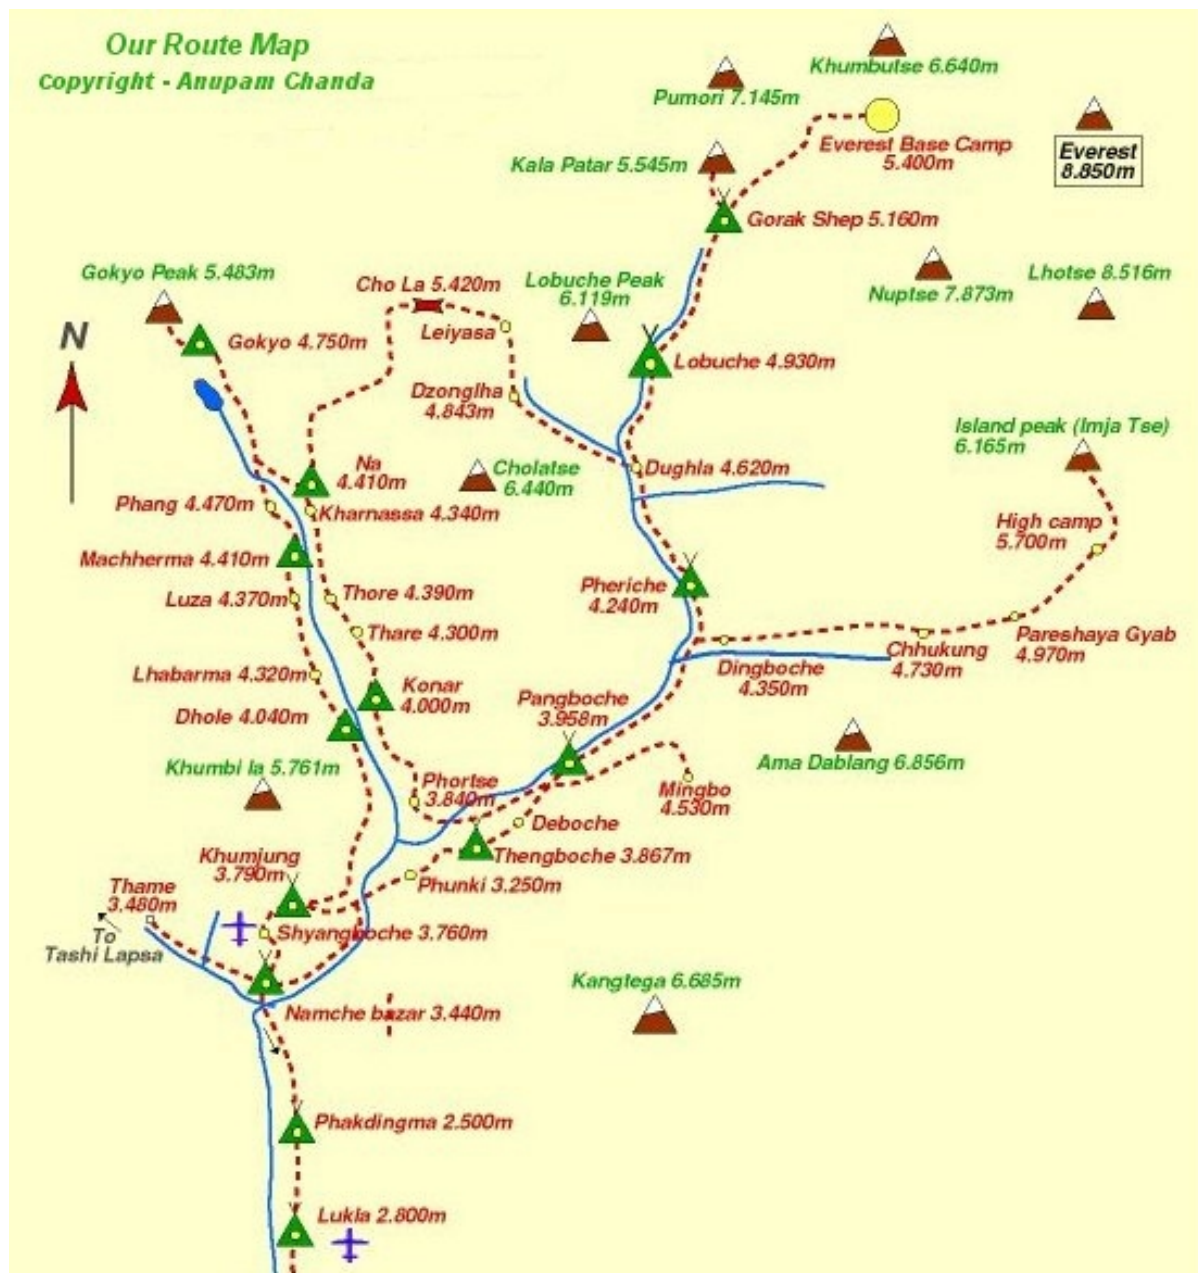 Our Route Map
Copyright - Anupam Chanda
Khumbutse 6.640m
Pumori 7.145m
Everest Base Camp
5.400m
Everest
8.850m
Kala Patar 5.545m
Gorak Shep 5.160m
Gokyo Peak 5.483m
Cho La 5.420m
Lobuche Peak
6.119m
Nuptse 7.873m
Lhotse 8.516m
N
Gokyo 4.750m
Leiyasa
Lobuche 4.930m
Dzonglha
4.843m
Island peak (Imja Tse)
6.165m
Na
4.410m
Cholatse
6.440m
Dughla 4.620m
Phang 4.470m
Kharnassa 4.340m
High camp
5.700m
Machherma 4.410m
Luza 4.370m
Thore 4.390m
Pheriche
4.240m
Thare 4.300m
Pareshaya Gyab
4.970m
Chhukung
4.730m
Dingboche
4.350m
Lhabarma 4.320m
Konar
4.000m
Pangboche
3.958m
Dhole 4.040m
Khumbi la 5.761m
Ama Dablang 6.856m
Phortse
3.840m
Mingbo
4.530m
Deboche
Khumjung
3.790m
Thengboche 3.867m
Phunki 3.250m
Thame
3.480m
To
Tashi Lapsa
Shyangboche 3.760m
Kangtega 6.685m
Namche bazar 3.440m
Phakdingma 2.500m
Lukla 2.800m